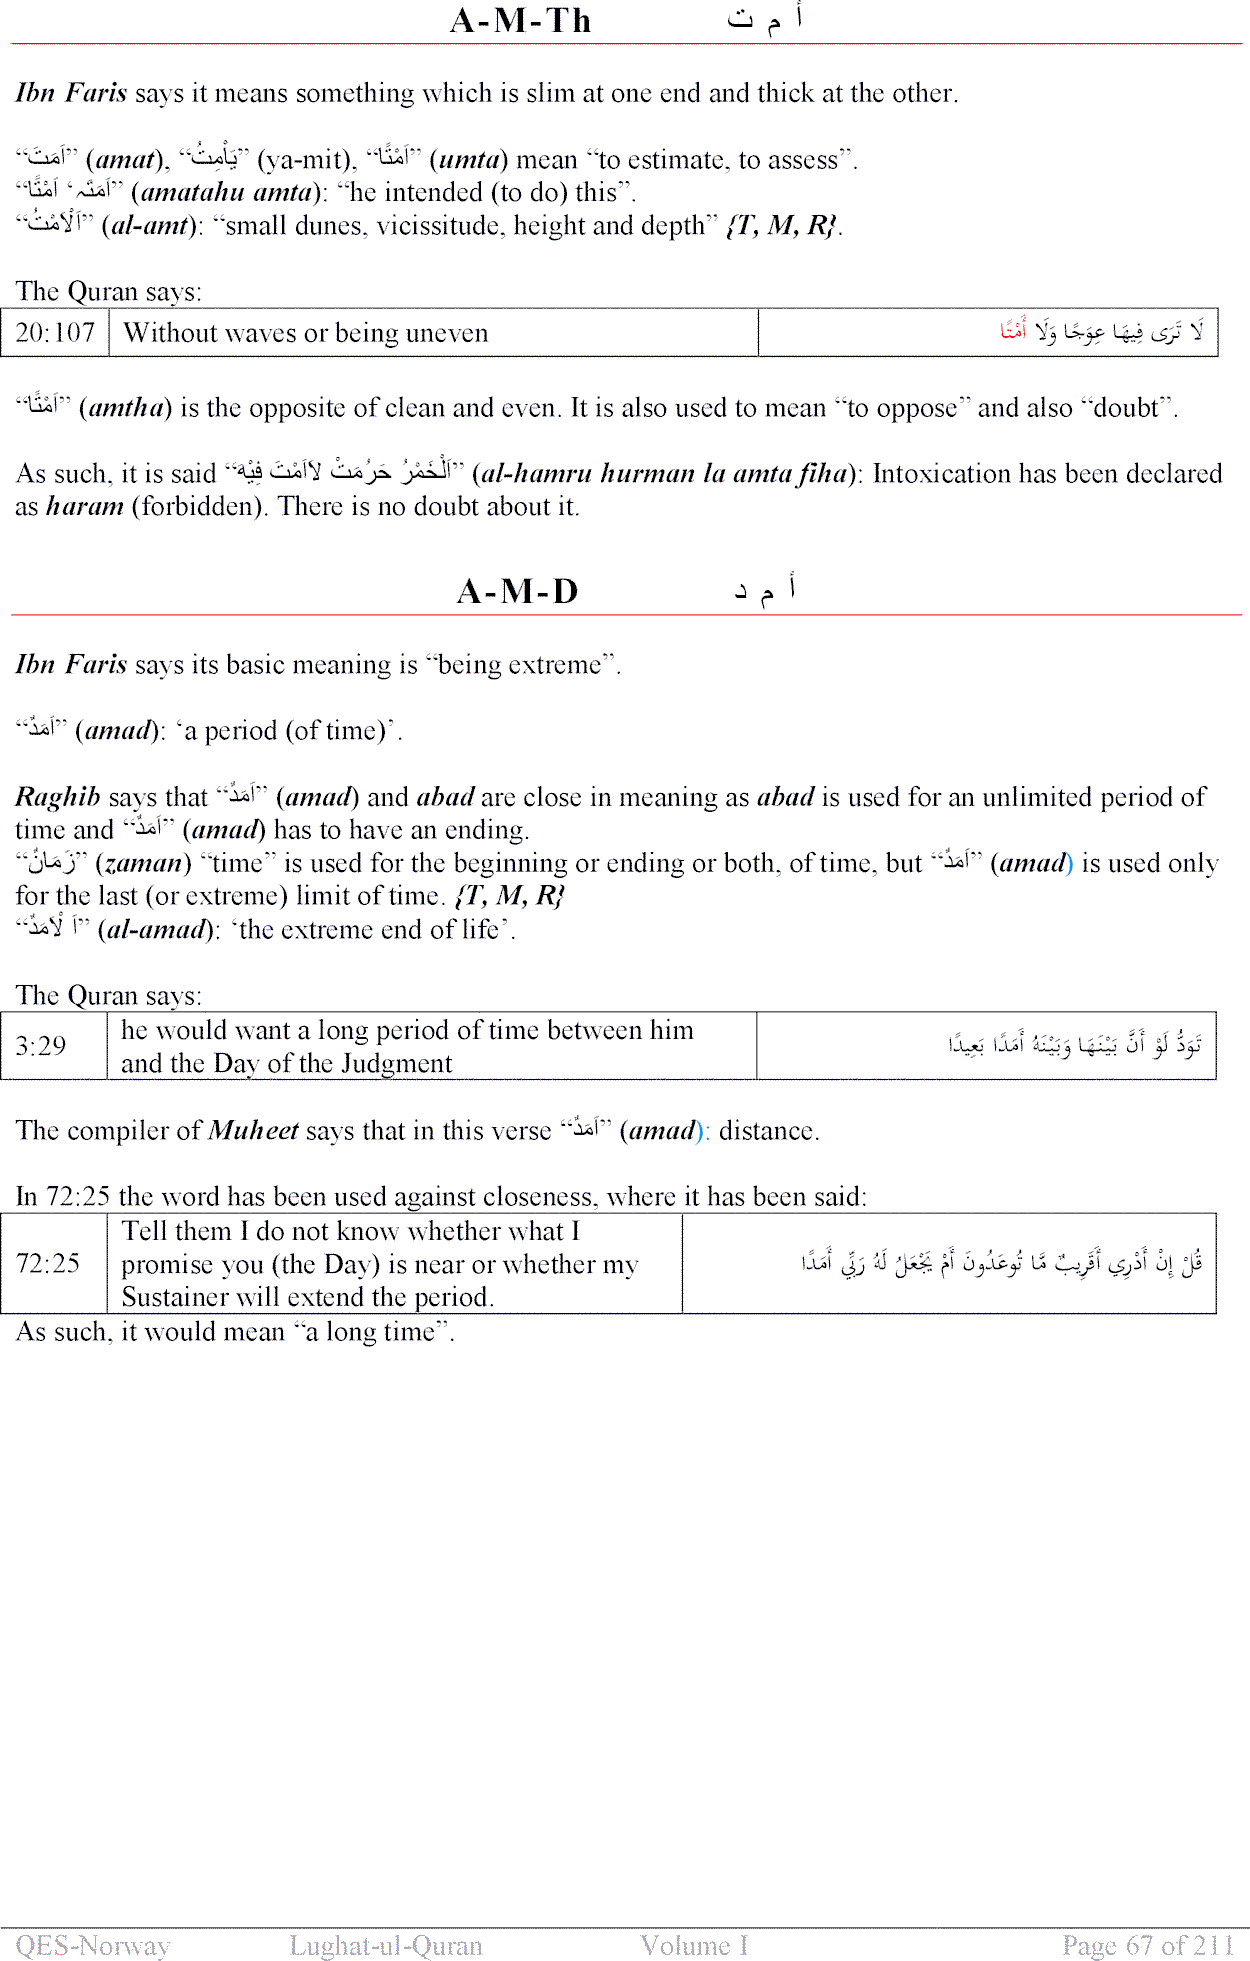 A-M-Th أ م ت
Ibn Faris says it means something which is slim at one end and thick at the other.
“اَمَتَ” (amat), “يَأْمِتُ” (ya-mit), “اَمْتًا” (umta) mean “to estimate, to assess”.
“اَمَتَہٗ اَمْتًا” (amatahu amta): “he intended (to do) this”.
“اَلْاَمْتُ” (al-amt): “small dunes, vicissitude, height and depth” {T, M, R}.
The Quran says:
20:107 Without waves or being uneven لَا تَرَى فِيهَا عِوَجًا وَلَا أَمْتًا
“اَمْتًا” (amtha) is the opposite of clean and even. It is also used to mean “to oppose” and also “doubt”.
As such, it is said “اَلْخَمْرُ حَرُمَتْ لاَاَمْتَ فِيْهَ” (al-hamru hurman la amta fiha): Intoxication has been declared
as haram (forbidden). There is no doubt about it.
A-M-D أ م د
Ibn Faris says its basic meaning is “being extreme”.
“اَمَدٌ” (amad): ‘a period (of time)’.
Raghib says that “اَمَدٌ” (amad) and abad are close in meaning as abad is used for an unlimited period of
time and “اَمَدٌ” (amad) has to have an ending.
“زَمَانٌ” (zaman) “time” is used for the beginning or ending or both, of time, but “اَمَدٌ” (amad) is used only
for the last (or extreme) limit of time. {T, M, R}
“اَ لْاَمَدٌ” (al-amad): ‘the extreme end of life’.
The Quran says:
3:29 he would want a long period of time between him
and the Day of the Judgment تَوَدُّ لَوْ أَنَّ بَيْنَهَا وَبَيْنَهُ أَمَدًا بَعِيدًا
The compiler of Muheet says that in this verse “اَمَدٌ” (amad): distance.
In 72:25 the word has been used against closeness, where it has been said:
72:25 Tell them I do not know whether what I
promise you (the Day) is near or whether my
Sustainer will extend the period. قُلْ إِنْ أَدْرِي أَقَرِيبٌ مَّا تُوعَدُونَ أَمْ يَجْعَلُ لَهُ رَبِّي أَمَدًا
As such, it would mean “a long time”.
QES-Norway Lughat-ul-Quran Volume I Page 67 of 211